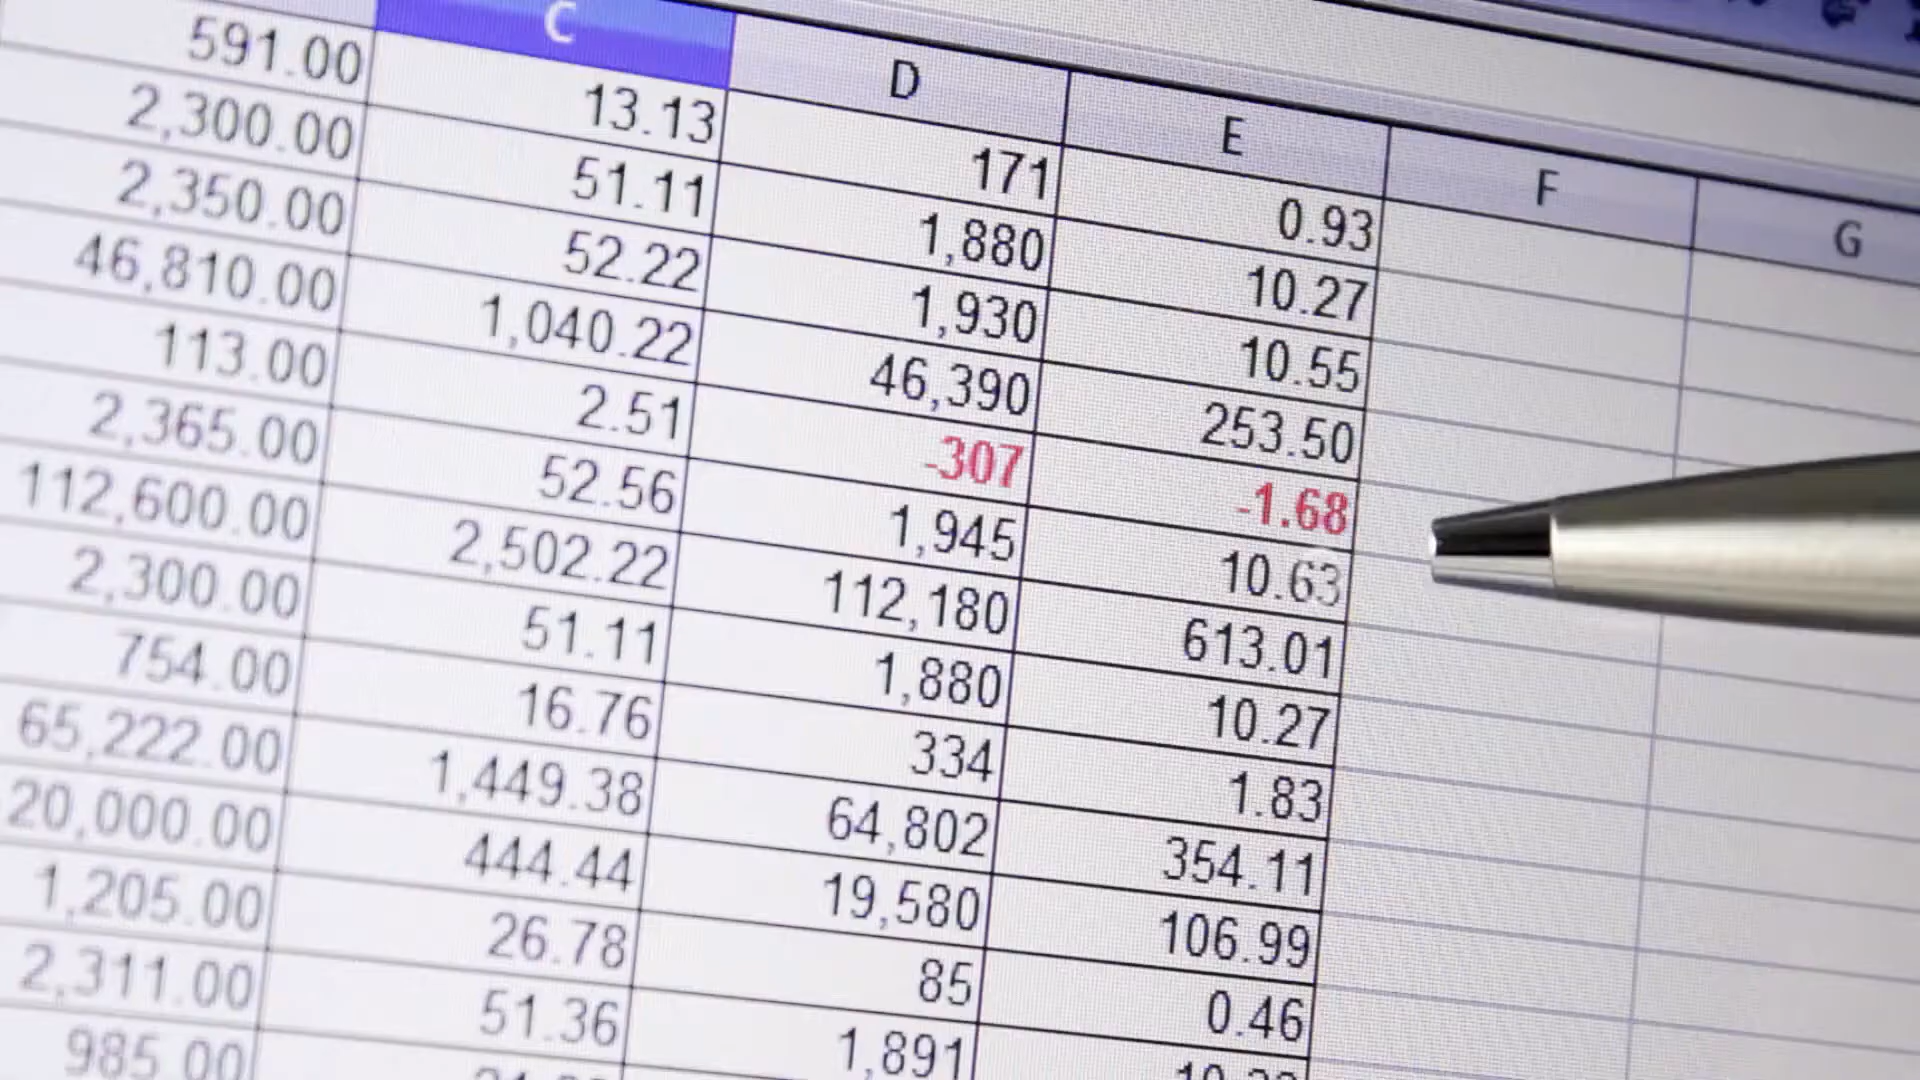 C D E F G
591.00 13.13 171 0.93
2,300.00 51.11 1,880 10.27
2,350.00 52.22 1,930 10.55
46,810.00 1,040.22 46,390 253.50
113.00 2.51 -307 -1.68
2,365.00 52.56 1,945 10.63
112,600.00 2,502.22 112,180 613.01
2,300.00 51.11 1,880 10.27
754.00 16.76 334 1.83
65,222.00 1,449.38 64,802 354.11
20,000.00 444.44 19,580 106.99
1,205.00 26.78 85 0.46
2,311.00 51.36 1,891
985.00